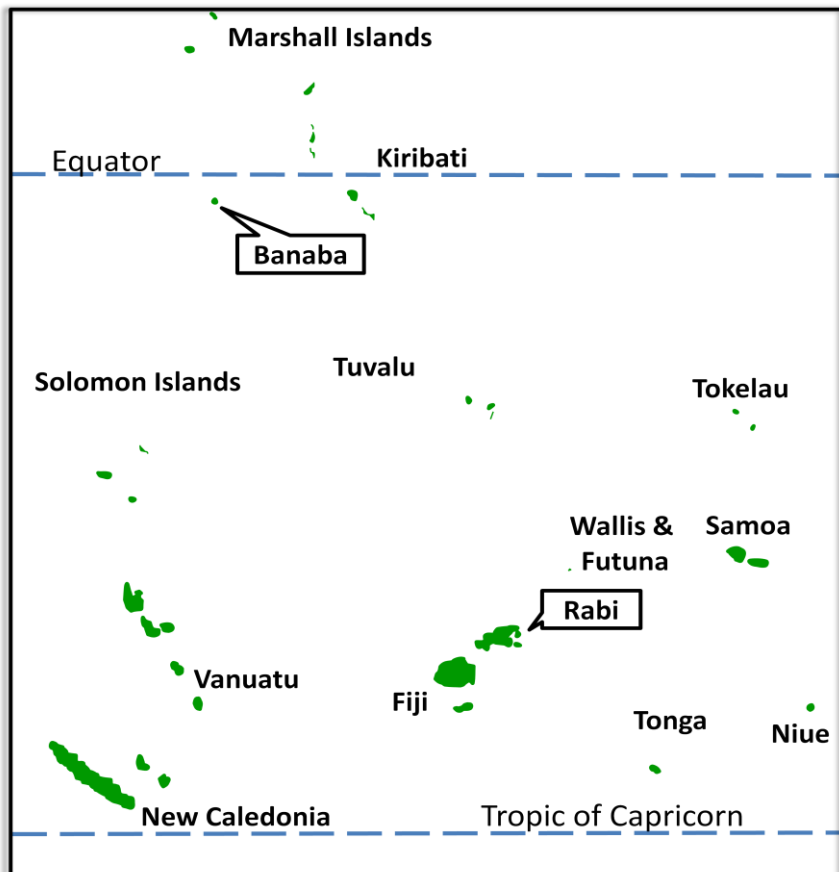 Marshall Islands
Equator
Kiribati
Banaba
Tuvalu
Solomon Islands
Tokelau
Wallis &
Futuna
Samoa
Rabi
Vanuatu
Fiji
Tonga
Niue
New Caledonia
Tropic of Capricorn